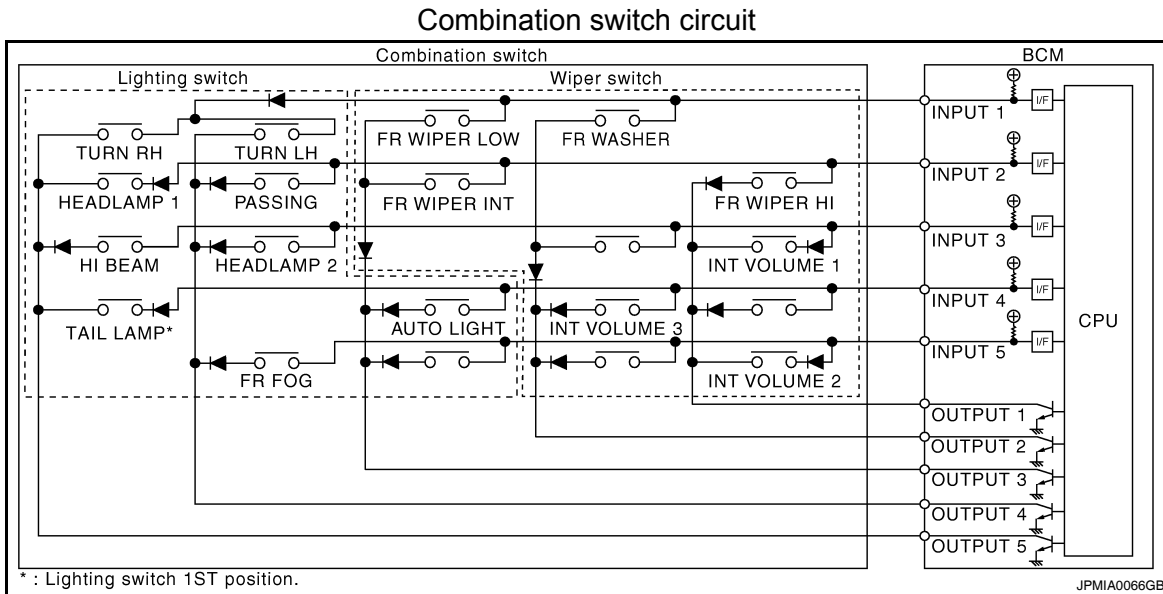 Combination switch circuit
Combination switch
BCM
Lighting switch
Wiper switch
INPUT 1
I/F
TURN RH
TURN LH
FR WIPER LOW
FR WASHER
INPUT 2
I/F
HEADLAMP 1
PASSING
FR WIPER INT
FR WIPER HI
INPUT 3
I/F
HI BEAM
HEADLAMP 2
INT VOLUME 1
INPUT 4
I/F
TAIL LAMP*
AUTO LIGHT
INT VOLUME 3
CPU
INPUT 5
I/F
FR FOG
INT VOLUME 2
OUTPUT 1
OUTPUT 2
OUTPUT 3
OUTPUT 4
OUTPUT 5
* : Lighting switch 1ST position.
JPMIA0066GB